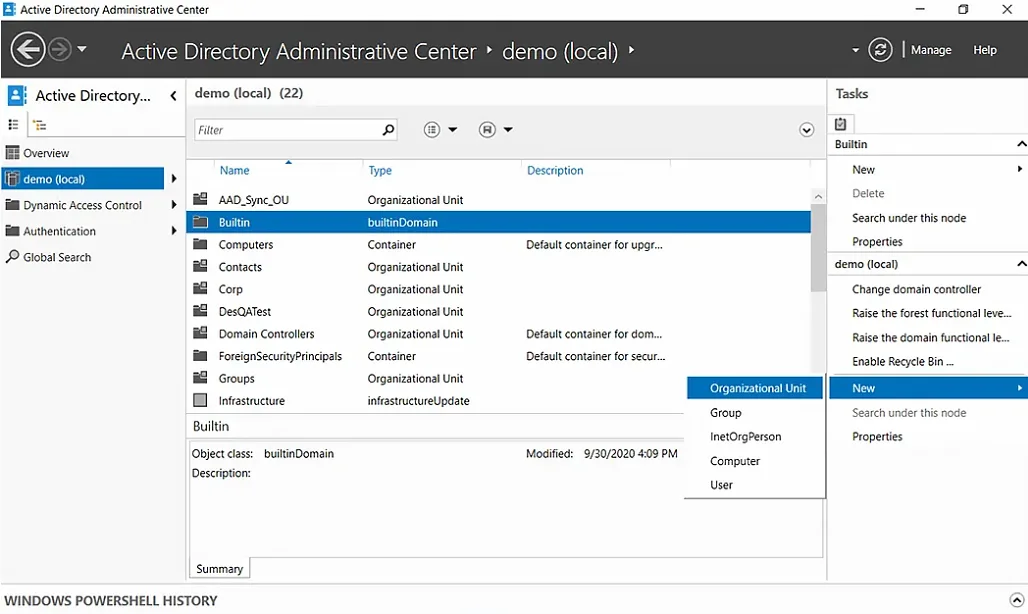 Active Directory Administrative Center
Active Directory Administrative Center ‣ demo (local) ‣
Manage
Help
Active Directory...
Overview
demo (local)
Dynamic Access Control
Authentication
Global Search
demo (local) (22)
Filter
Name Type Description
AAD_Sync_OU Organizational Unit
Builtin builtinDomain
Computers Container Default container for upgr...
Contacts Organizational Unit
Corp Organizational Unit
DesQATest Organizational Unit
Domain Controllers Organizational Unit Default container for dom...
ForeignSecurityPrincipals Container Default container for secur...
Groups Organizational Unit
Infrastructure infrastructureUpdate
Builtin
Object class: builtinDomain Modified: 9/30/2020 4:09 PM
Description:
Summary
Organizational Unit
Group
InetOrgPerson
Computer
User
Tasks
Builtin
New
Delete
Search under this node
Properties
demo (local)
Change domain controller
Raise the forest functional leve...
Raise the domain functional le...
Enable Recycle Bin ...
New
Search under this node
Properties
WINDOWS POWERSHELL HISTORY